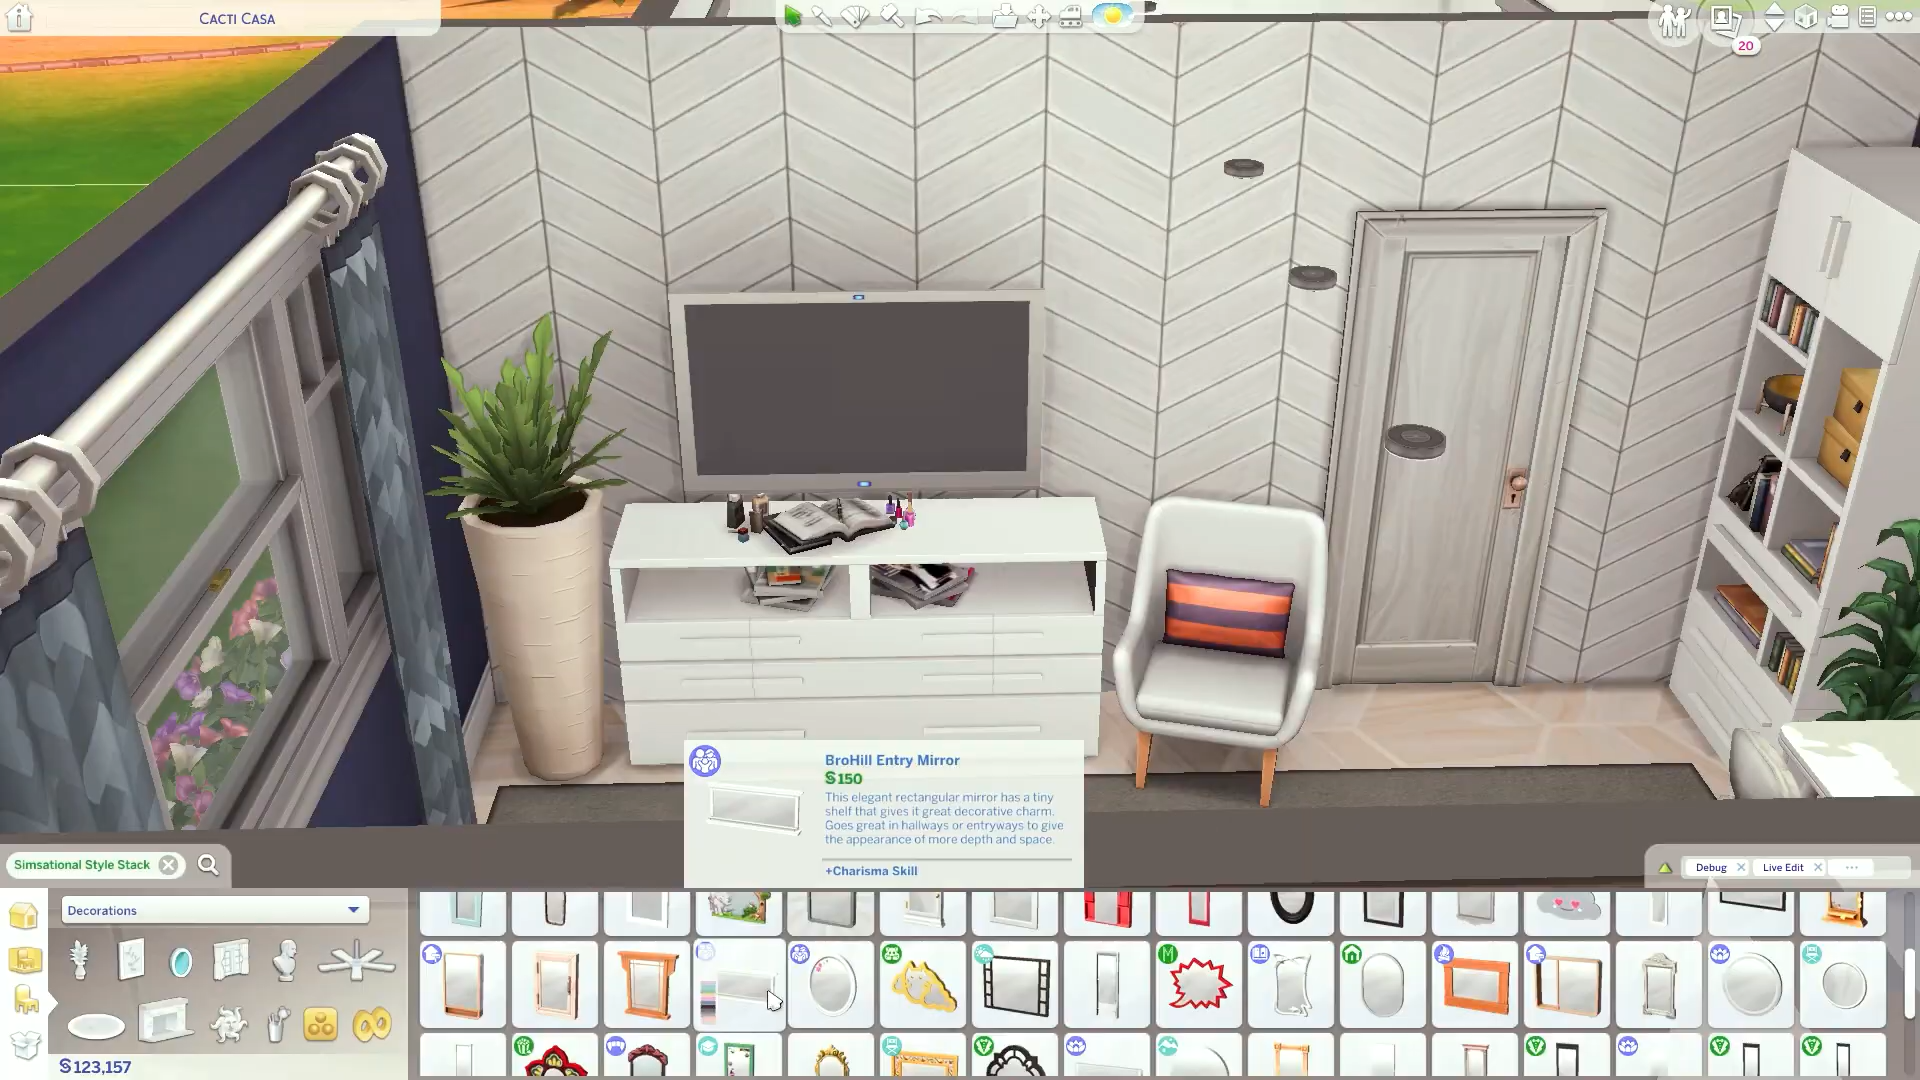 CACTI CASA
20
BroHill Entry Mirror
§150
This elegant rectangular mirror has a tiny
shelf that gives it great decorative charm.
Goes great in hallways or entryways to give
the appearance of more depth and space.
+Charisma Skill
Simsational Style Stack
Debug
Live Edit
...
Decorations
M
§123,157